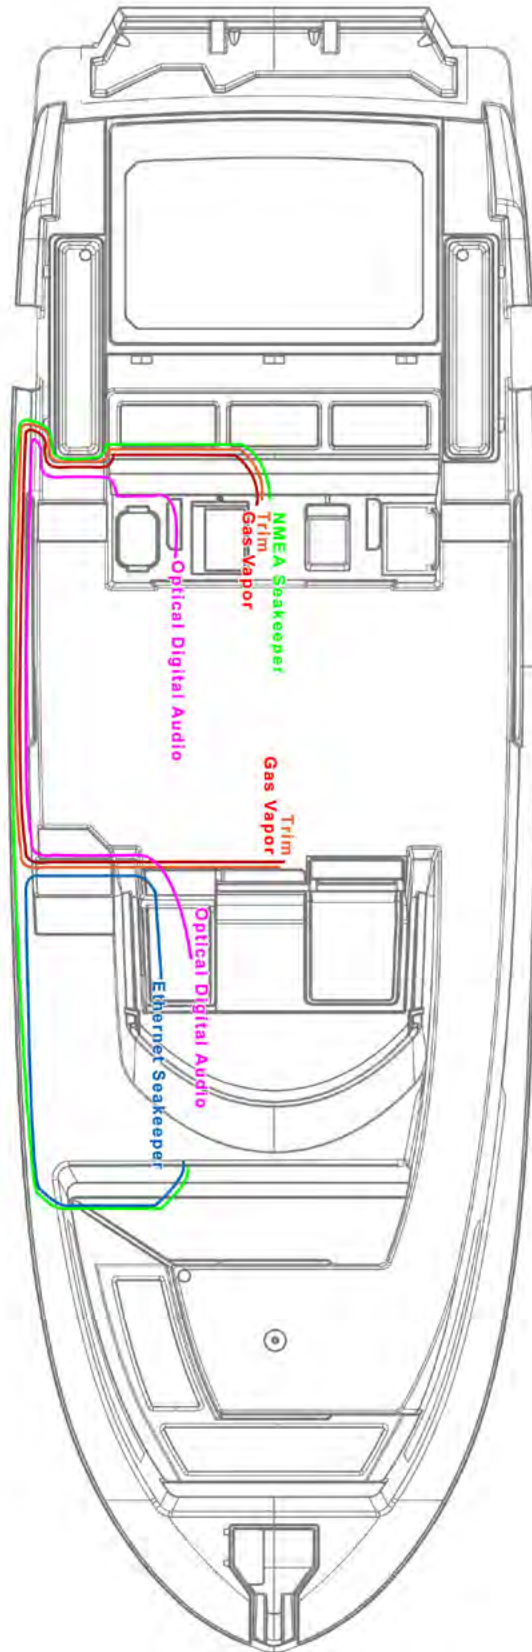 NMEA Seakeeper
Trim
Gas Vapor
Optical Digital Audio
Trim
Gas Vapor
Optical Digital Audio
Ethernet Seakeeper